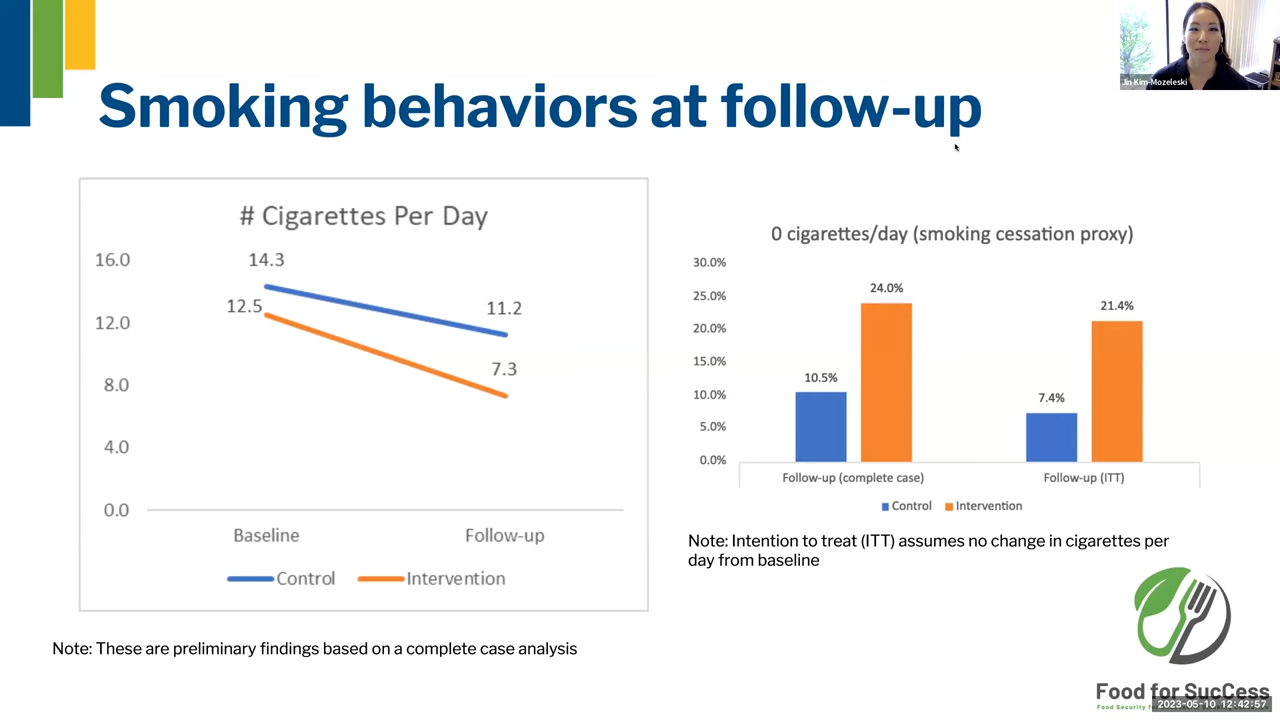 Jin Kim-Mozeleski
Smoking behaviors at follow-up
# Cigarettes Per Day
16.0
14.3
12.5
11.2
12.0
7.3
8.0
4.0
0.0
Baseline
Follow-up
Control
Intervention
Note: These are preliminary findings based on a complete case analysis
0 cigarettes/day (smoking cessation proxy)
30.0%
25.0%
24.0%
21.4%
20.0%
15.0%
10.5%
10.0%
7.4%
5.0%
0.0%
Follow-up (complete case)
Follow-up (ITT)
Control
Intervention
Note: Intention to treat (ITT) assumes no change in cigarettes per
day from baseline
Food for SucCess
Food Security
2023-05-10 12:42:57